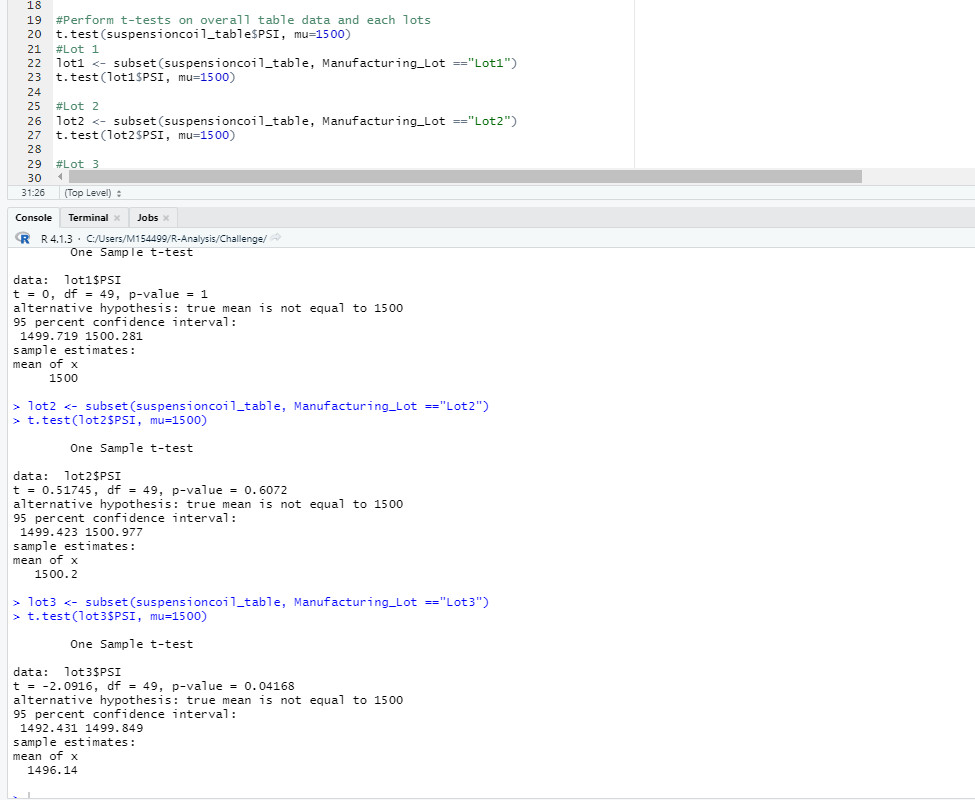 18
19 #Perform t-tests on overall table data and each lots
20 t.test(suspensioncoil_table$PSI, mu=1500)
21 #Lot 1
22 lot1 <- subset(suspensioncoil_table, Manufacturing_Lot =="Lot1")
23 t.test(lot1$PSI, mu=1500)
24
25 #Lot 2
26 lot2 <- subset(suspensioncoil_table, Manufacturing_Lot =="Lot2")
27 t.test(lot2$PSI, mu=1500)
28
29 #Lot 3
30
31:26 (Top Level)
Console Terminal Jobs
R R 4.1.3 · C:/Users/M154499/R-Analysis/Challenge/
One Sample t-test
data: lot1$PSI
t = 0, df = 49, p-value = 1
alternative hypothesis: true mean is not equal to 1500
95 percent confidence interval:
1499.719 1500.281
sample estimates:
mean of x
1500
> lot2 <- subset(suspensioncoil_table, Manufacturing_Lot =="Lot2")
> t.test(lot2$PSI, mu=1500)
One Sample t-test
data: lot2$PSI
t = 0.51745, df = 49, p-value = 0.6072
alternative hypothesis: true mean is not equal to 1500
95 percent confidence interval:
1499.423 1500.977
sample estimates:
mean of x
1500.2
> lot3 <- subset(suspensioncoil_table, Manufacturing_Lot =="Lot3")
> t.test(lot3$PSI, mu=1500)
One Sample t-test
data: lot3$PSI
t = -2.0916, df = 49, p-value = 0.04168
alternative hypothesis: true mean is not equal to 1500
95 percent confidence interval:
1492.431 1499.849
sample estimates:
mean of x
1496.14
>